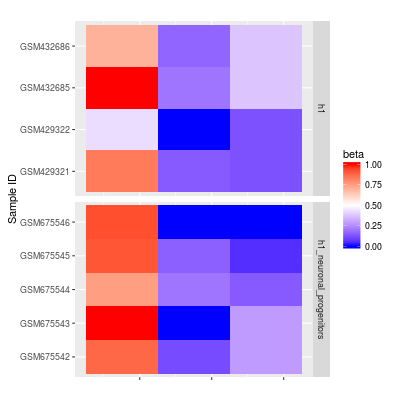 GSM432686
GSM432685
GSM429322
GSM429321
h1
GSM675546
GSM675545
GSM675544
GSM675543
GSM675542
h1_neuronal_progenitors
Sample ID
beta
1.00
0.75
0.50
0.25
0.00